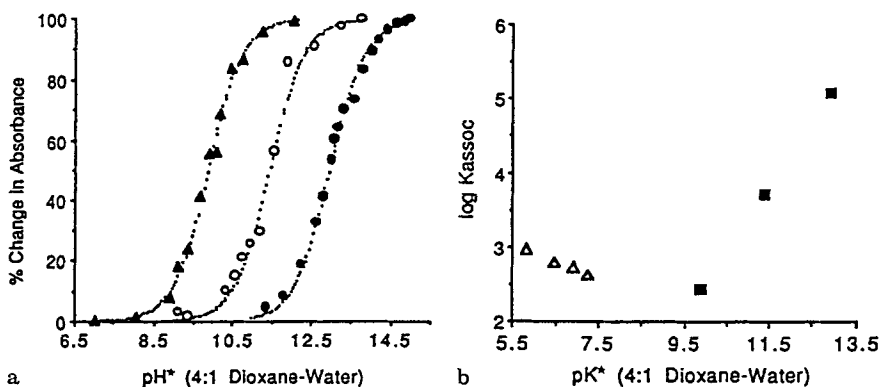 % Change in Absorbance
100
80
60
40
20
0
6.5 8.5 10.5 12.5 14.5
a pH* (4:1 Dioxane-Water)
log Kassoc
6
5
4
3
2
5.5 7.5 9.5 11.5 13.5
b pK* (4:1 Dioxane-Water)